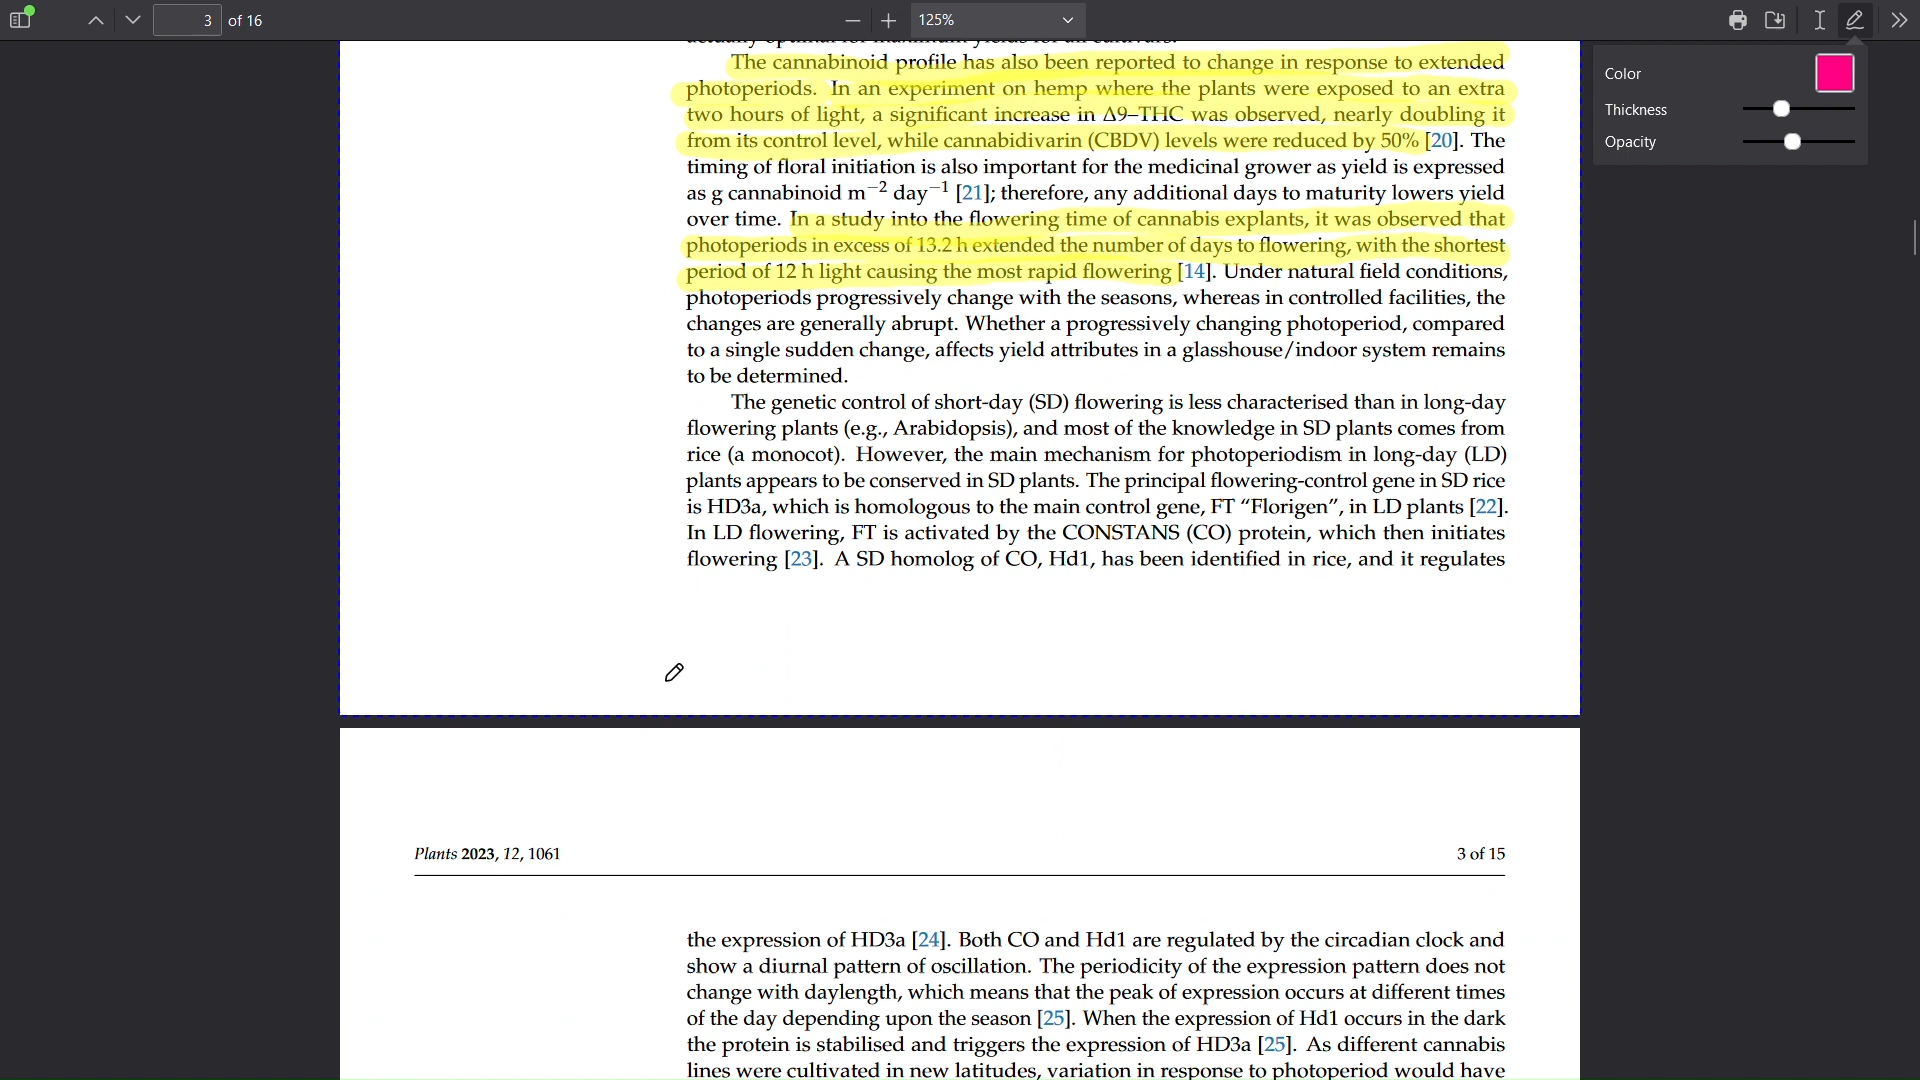 3 of 16
125%
Color
Thickness
Opacity
actually optimal for maximum yields for all cultivars.
The cannabinoid profile has also been reported to change in response to extended
photoperiods. In an experiment on hemp where the plants were exposed to an extra
two hours of light, a significant increase in Δ9–THC was observed, nearly doubling it
from its control level, while cannabidivarin (CBDV) levels were reduced by 50% [20]. The
timing of floral initiation is also important for the medicinal grower as yield is expressed
as g cannabinoid m−2 day−1 [21]; therefore, any additional days to maturity lowers yield
over time. In a study into the flowering time of cannabis explants, it was observed that
photoperiods in excess of 13.2 h extended the number of days to flowering, with the shortest
period of 12 h light causing the most rapid flowering [14]. Under natural field conditions,
photoperiods progressively change with the seasons, whereas in controlled facilities, the
changes are generally abrupt. Whether a progressively changing photoperiod, compared
to a single sudden change, affects yield attributes in a glasshouse/indoor system remains
to be determined.
The genetic control of short-day (SD) flowering is less characterised than in long-day
flowering plants (e.g., Arabidopsis), and most of the knowledge in SD plants comes from
rice (a monocot). However, the main mechanism for photoperiodism in long-day (LD)
plants appears to be conserved in SD plants. The principal flowering-control gene in SD rice
is HD3a, which is homologous to the main control gene, FT “Florigen”, in LD plants [22].
In LD flowering, FT is activated by the CONSTANS (CO) protein, which then initiates
flowering [23]. A SD homolog of CO, Hd1, has been identified in rice, and it regulates
Plants 2023, 12, 1061
3 of 15
the expression of HD3a [24]. Both CO and Hd1 are regulated by the circadian clock and
show a diurnal pattern of oscillation. The periodicity of the expression pattern does not
change with daylength, which means that the peak of expression occurs at different times
of the day depending upon the season [25]. When the expression of Hd1 occurs in the dark
the protein is stabilised and triggers the expression of HD3a [25]. As different cannabis
lines were cultivated in new latitudes, variation in response to photoperiod would have